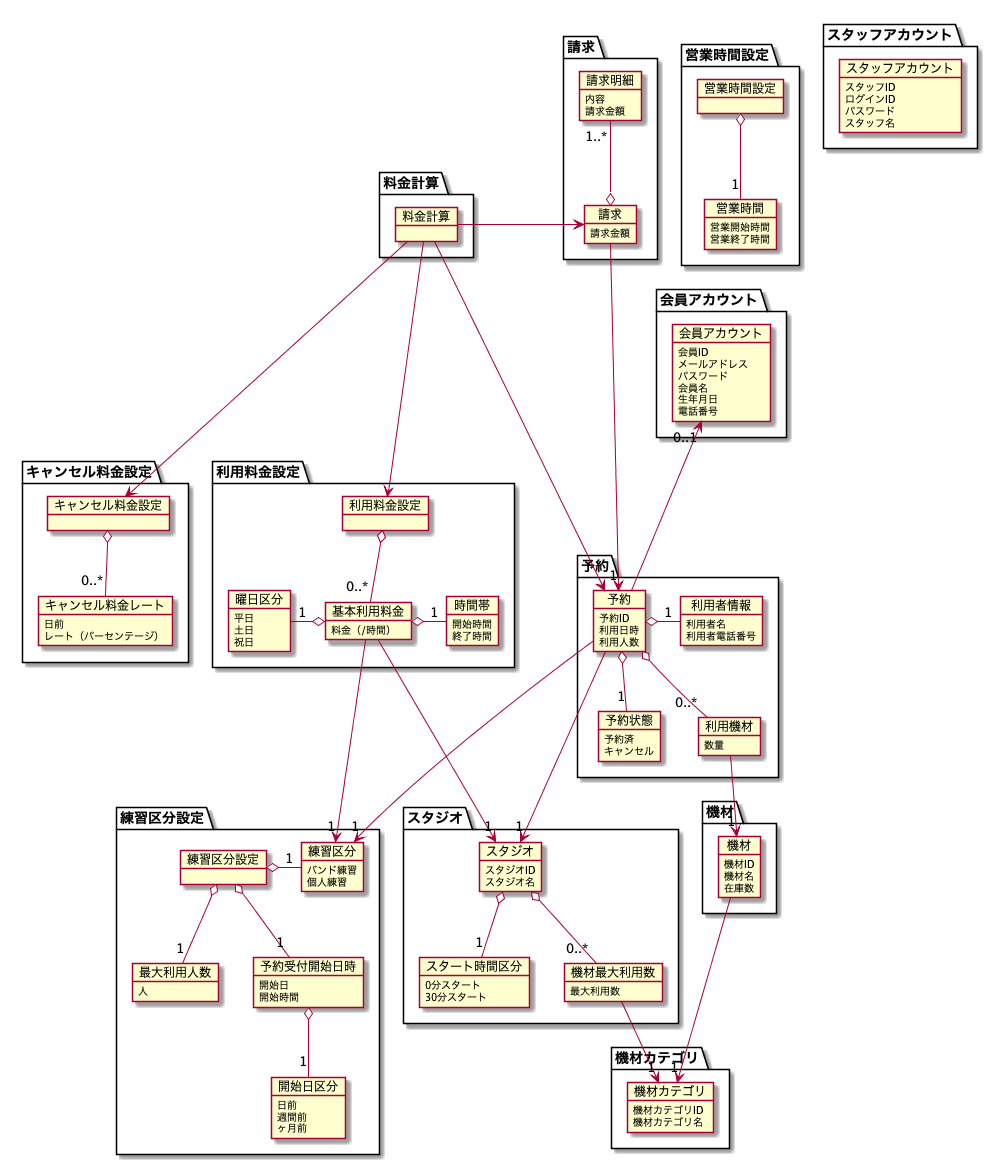 スタッフアカウント
スタッフアカウント
スタッフID
ログインID
パスワード
スタッフ名
請求
請求明細
内容
請求金額
1..*
請求
請求金額
営業時間設定
営業時間設定
1
営業時間
営業開始時間
営業終了時間
料金計算
料金計算
会員アカウント
会員アカウント
会員ID
メールアドレス
パスワード
会員名
生年月日
電話番号
0..1
キャンセル料金設定
キャンセル料金設定
0..*
キャンセル料金レート
日前
レート（パーセンテージ）
利用料金設定
利用料金設定
0..*
曜日区分
平日
土日
祝日
1
基本利用料金
料金（/時間）
1
時間帯
開始時間
終了時間
予約
1
予約
予約ID
利用日時
利用人数
1
利用者情報
利用者名
利用者電話番号
1
予約状態
予約済
キャンセル
0..*
利用機材
数量
練習区分設定
練習区分設定
1
1
1
練習区分
バンド練習
個人練習
1
最大利用人数
人
1
予約受付開始日時
開始日
開始時間
1
開始日区分
日前
週間前
ヶ月前
スタジオ
1
1
スタジオ
スタジオID
スタジオ名
1
スタート時間区分
0分スタート
30分スタート
0..*
機材最大利用数
最大利用数
機材
1
機材
機材ID
機材名
在庫数
機材カテゴリ
1
1
機材カテゴリ
機材カテゴリID
機材カテゴリ名